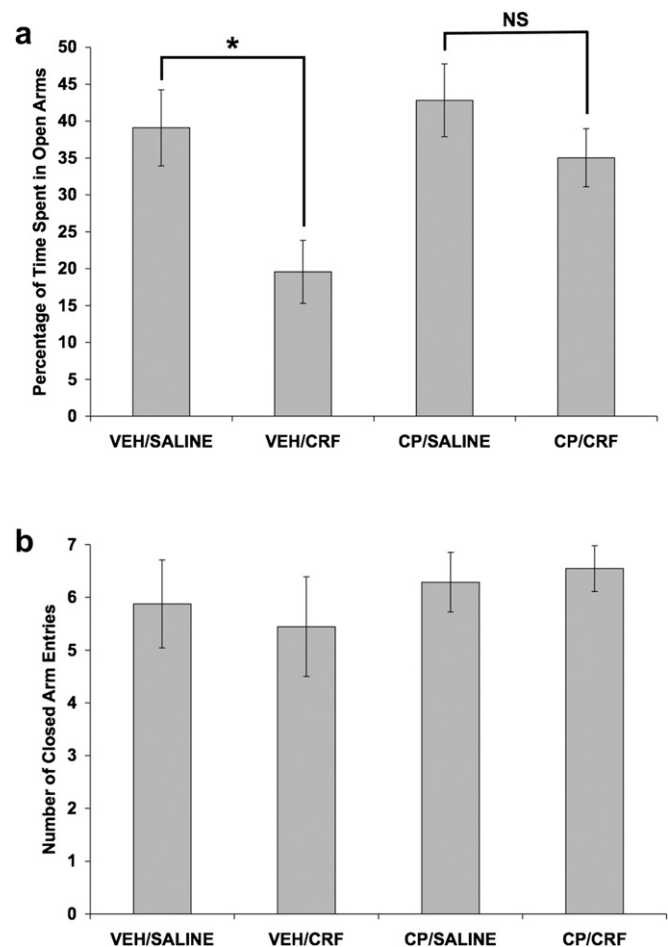 a
* NS
Percentage of Time Spent in Open Arms
50
45
40
35
30
25
20
15
10
5
0
VEH/SALINE VEH/CRF CP/SALINE CP/CRF
b
Number of Closed Arm Entries
7
6
5
4
3
2
1
0
VEH/SALINE VEH/CRF CP/SALINE CP/CRF